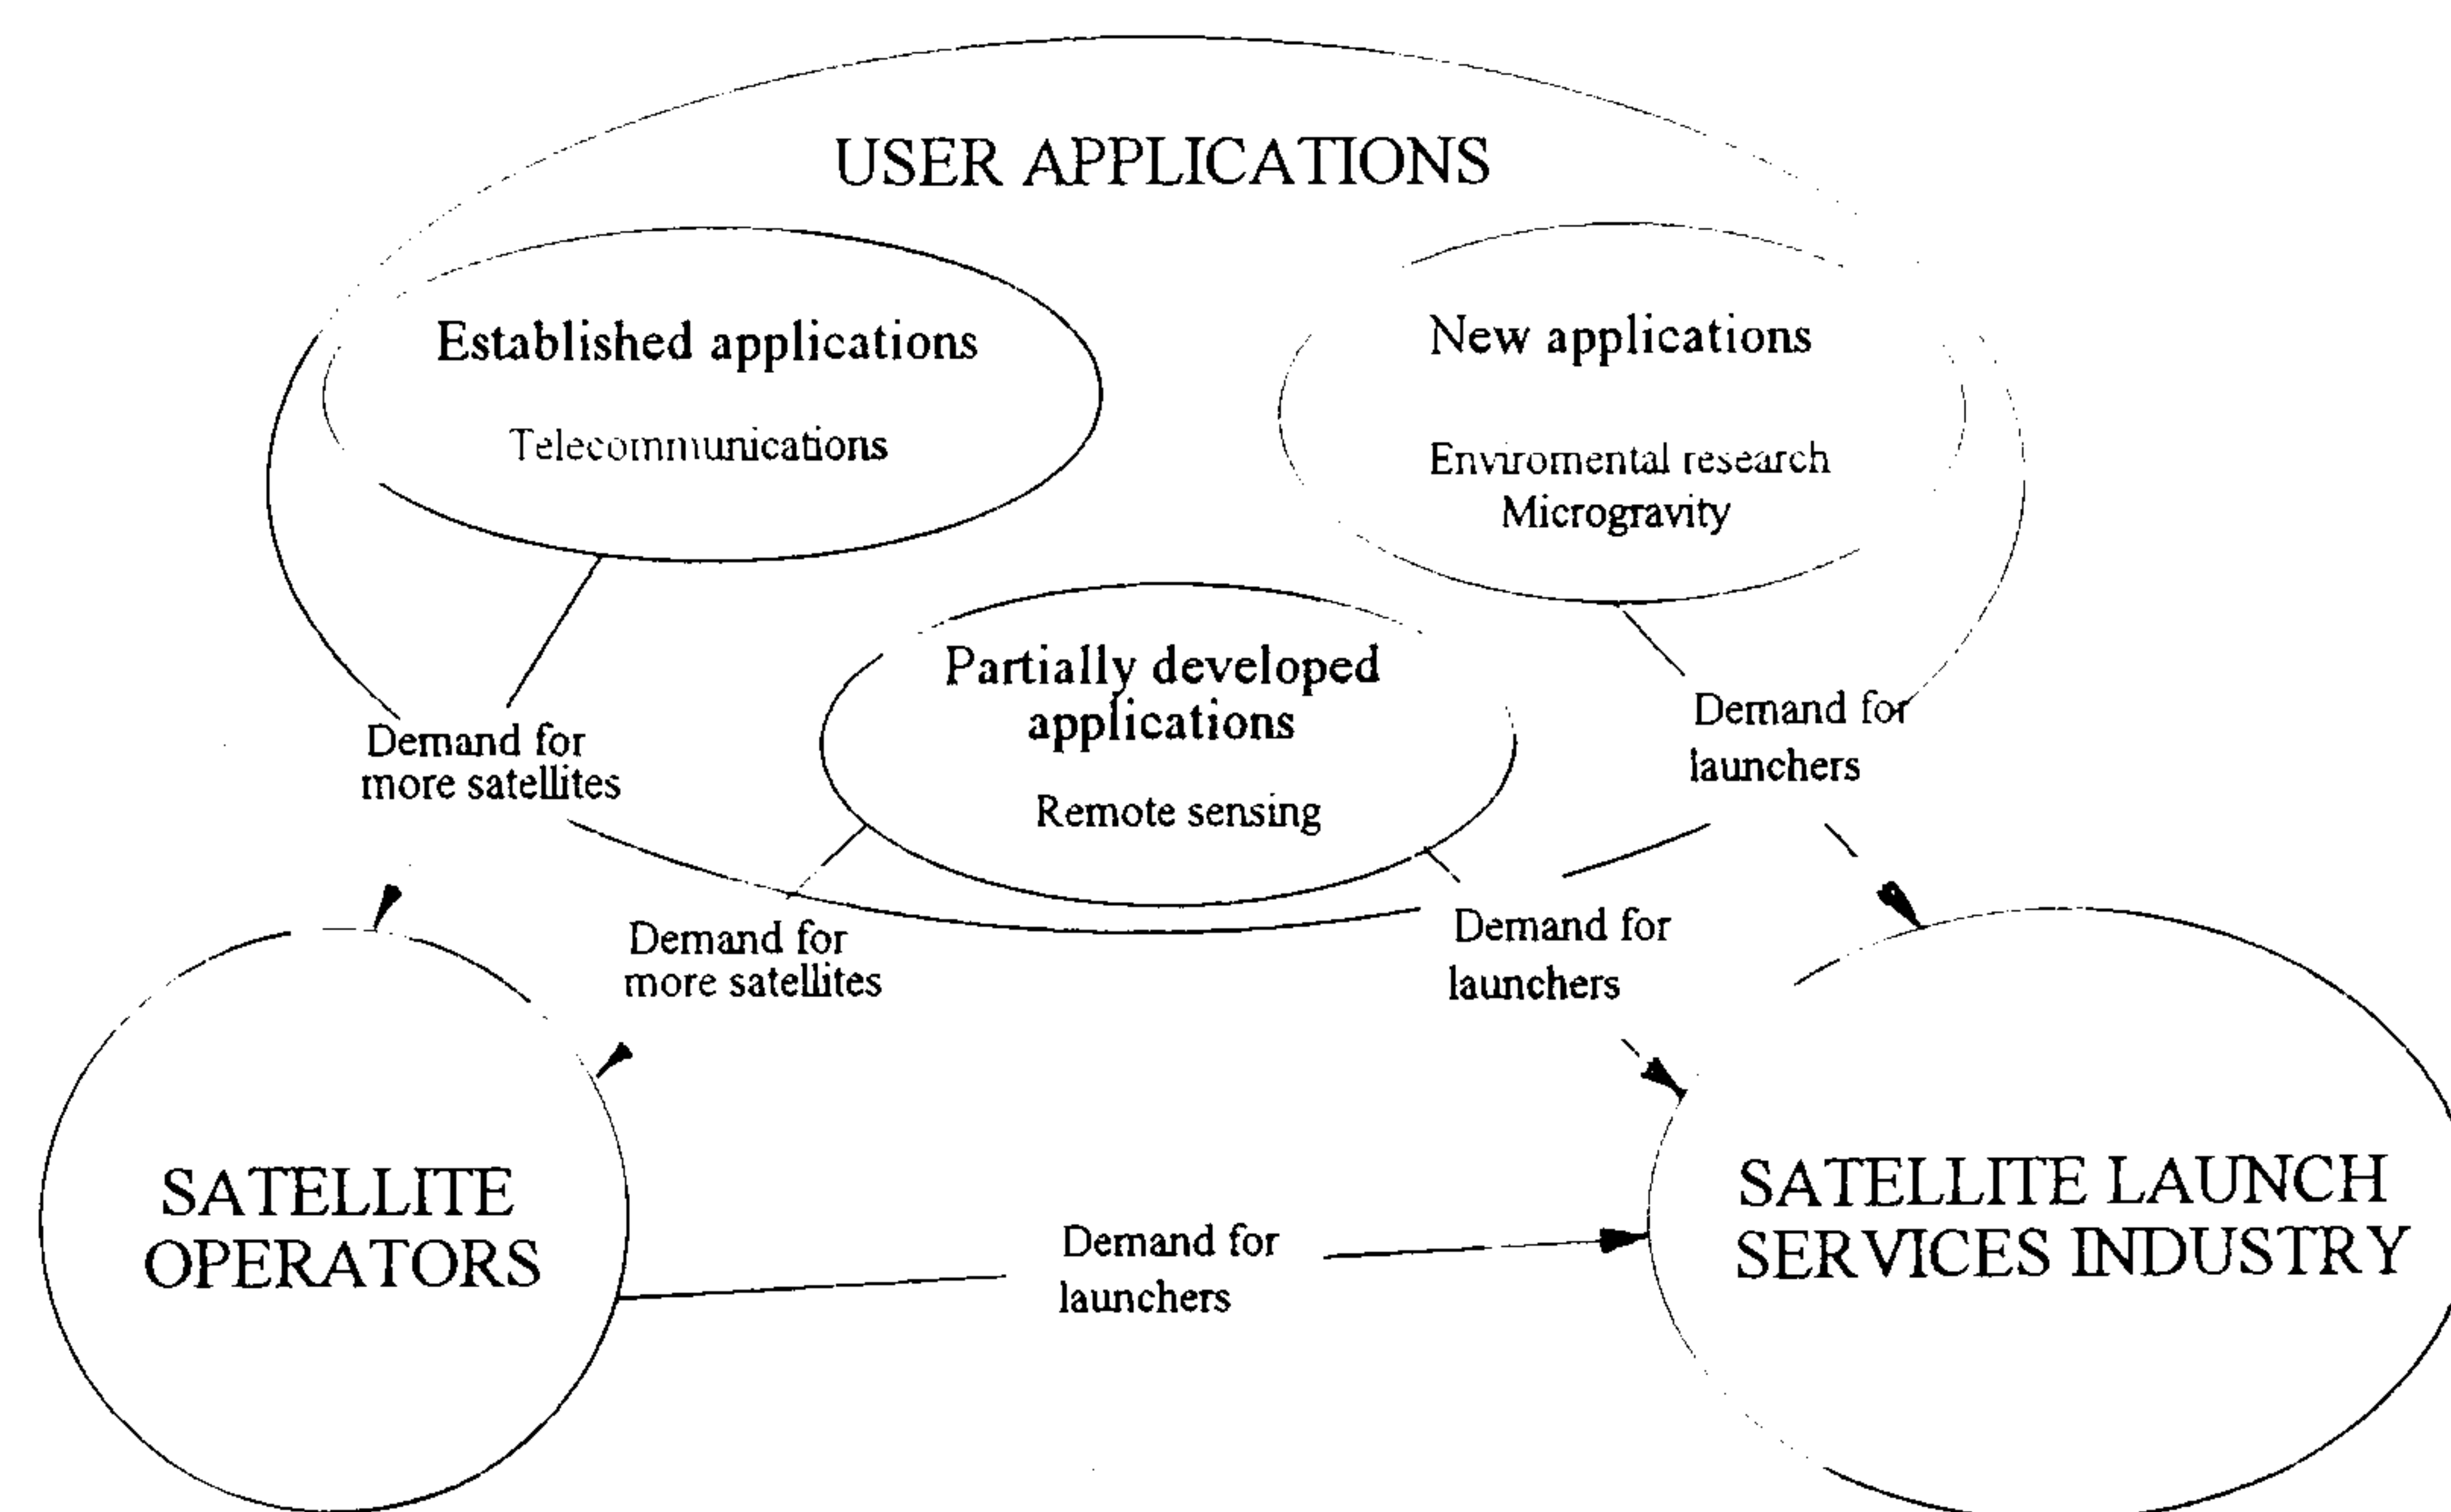 USER APPLICATIONS
Established applications
Telecommunications
New applications
Enviromental research
Microgravity
Partially developed
applications
Remote sensing
Demand for
more satellites
Demand for
launchers
Demand for
more satellites
Demand for
launchers
SATELLITE
OPERATORS
Demand for
launchers
SATELLITE LAUNCH
SERVICES INDUSTRY